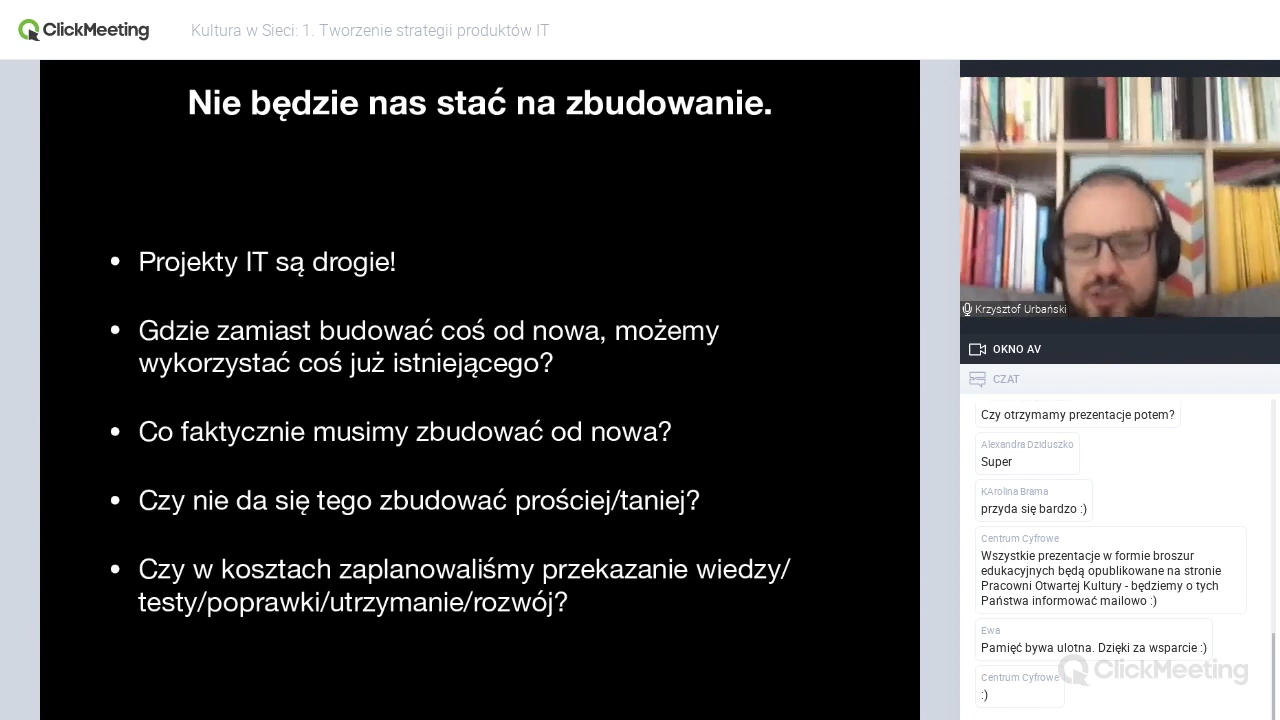 ClickMeeting
Kultura w Sieci: 1. Tworzenie strategii produktów IT
Nie będzie nas stać na zbudowanie.
• Projekty IT są drogie!
• Gdzie zamiast budować coś od nowa, możemy
wykorzystać coś już istniejącego?
• Co faktycznie musimy zbudować od nowa?
• Czy nie da się tego zbudować prościej/taniej?
• Czy w kosztach zaplanowaliśmy przekazanie wiedzy/
testy/poprawki/utrzymanie/rozwój?
Krzysztof Urbański
OKNO AV
CZAT
Czy otrzymamy prezentacje potem?
Alexandra Dziduszko
Super
KArolina Brama
przyda się bardzo :)
Centrum Cyfrowe
Wszystkie prezentacje w formie broszur
edukacyjnych będą opublikowane na stronie
Pracowni Otwartej Kultury - będziemy o tych
Państwa informować mailowo :)
Ewa
Pamięć bywa ulotna. Dzięki za wsparcie :)
Centrum Cyfrowe
:)
ClickMeeting